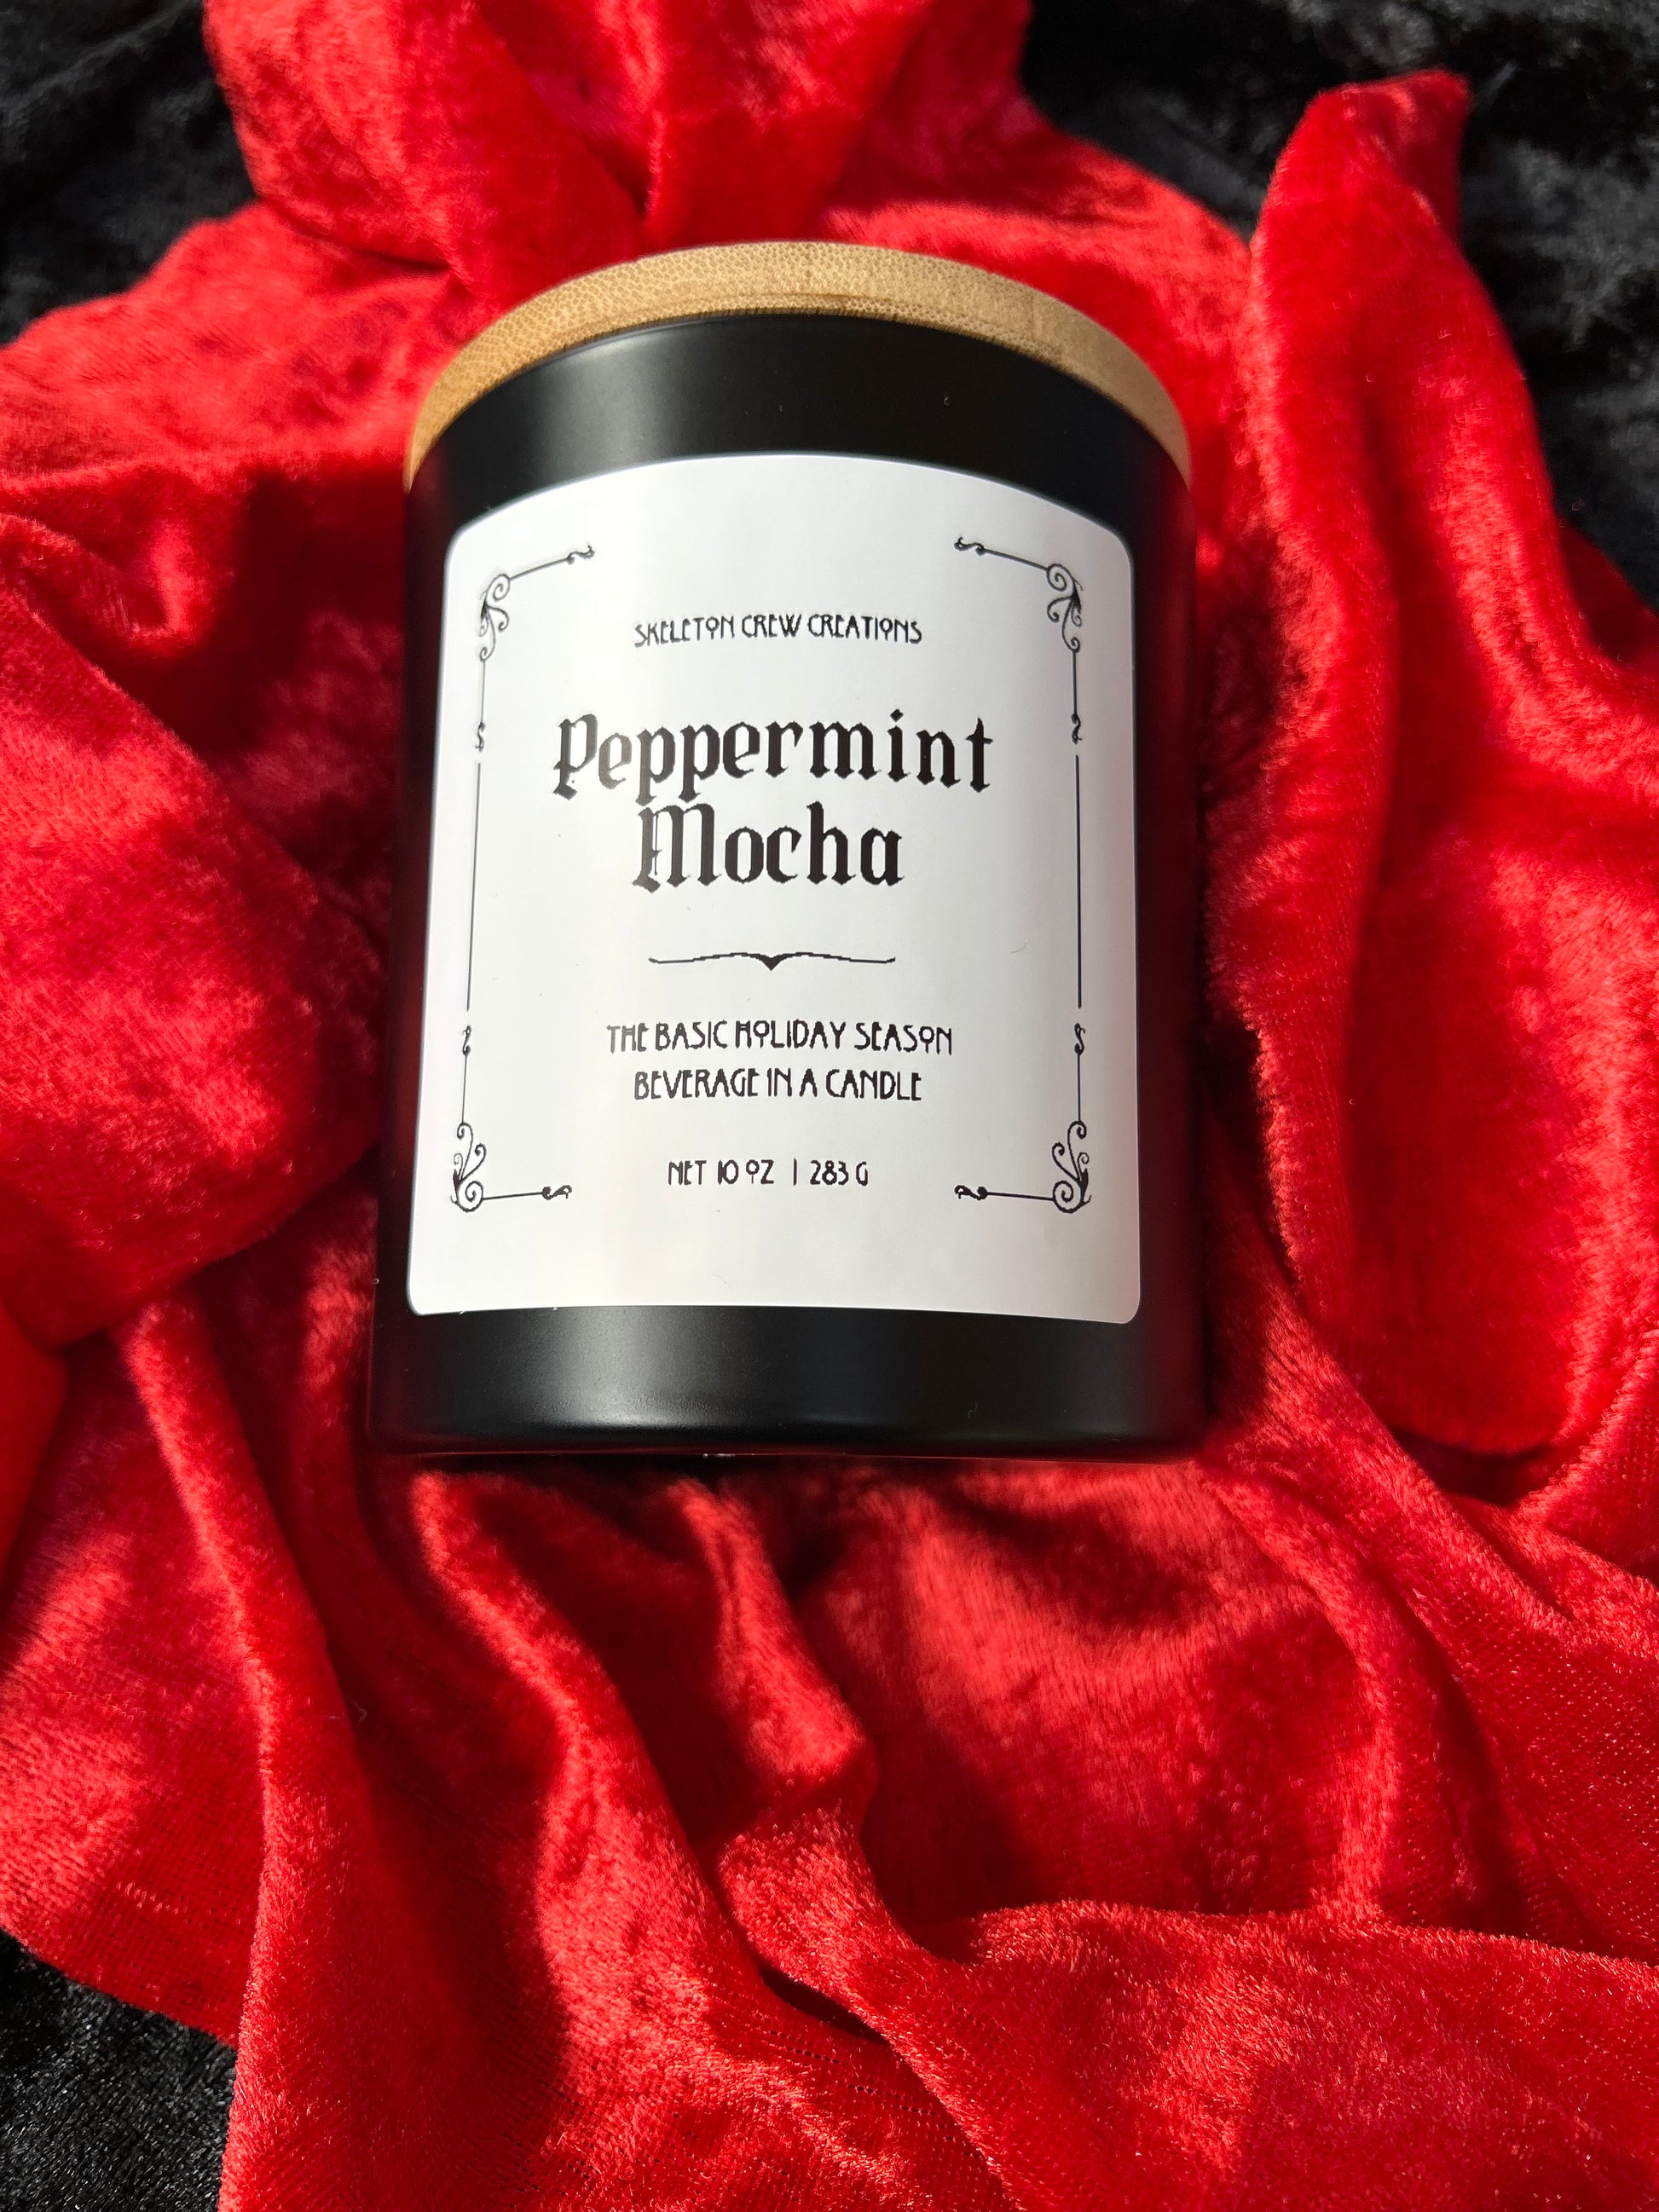 SKELETON CREW CREATIONS
Peppermint
Mocha
THE BASIC HOLIDAY SEASON
BEVERAGE IN A CANDLE
NET 10 OZ | 283 G